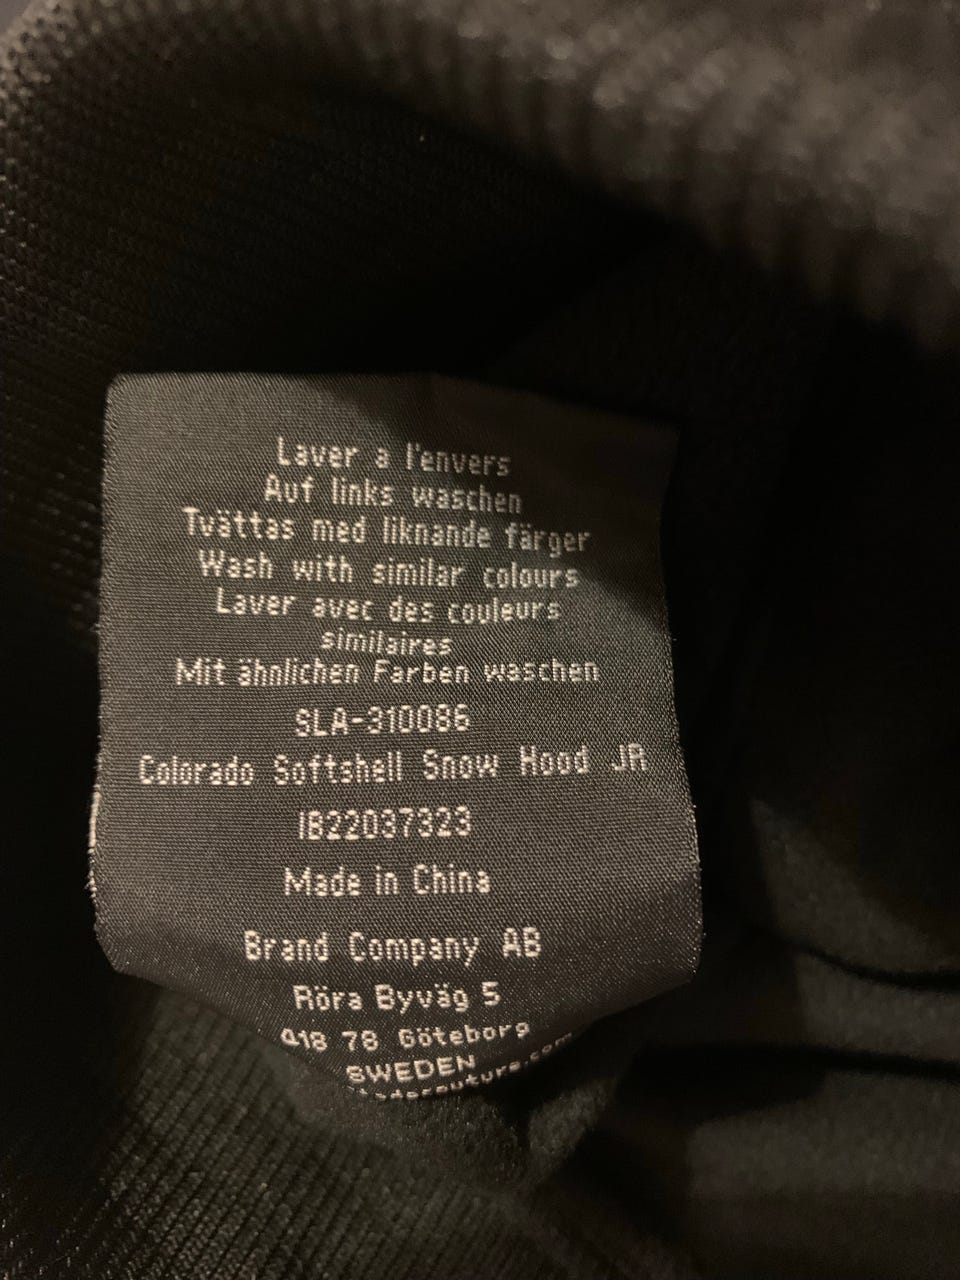 Laver a l'envers
Auf links waschen
Tvättas med liknande färger
Wash with similar colours
Laver avec des couleurs
similaires
Mit ähnlichen Farben waschen
SLA-310086
Colorado Softshell Snow Hood JR
IB22037323
Made in China
Brand Company AB
Röra Byväg 5
418 78 Göteborg
SWEDEN